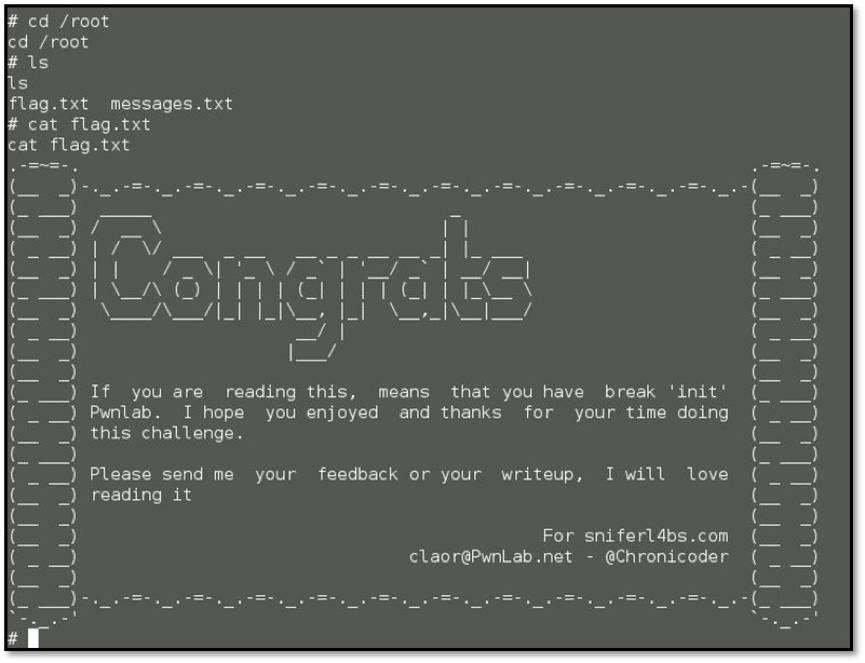 # cd /root
cd /root
# ls
ls
flag.txt  messages.txt
# cat flag.txt
cat flag.txt
Congrats
If  you are  reading this,  means  that you have  break 'init'
Pwnlab.  I hope  you enjoyed  and thanks  for  your time doing
this challenge.
Please send me  your  feedback or your  writeup,  I will  love
reading it
For sniferl4bs.com
claor@PwnLab.net - @Chronicoder
#